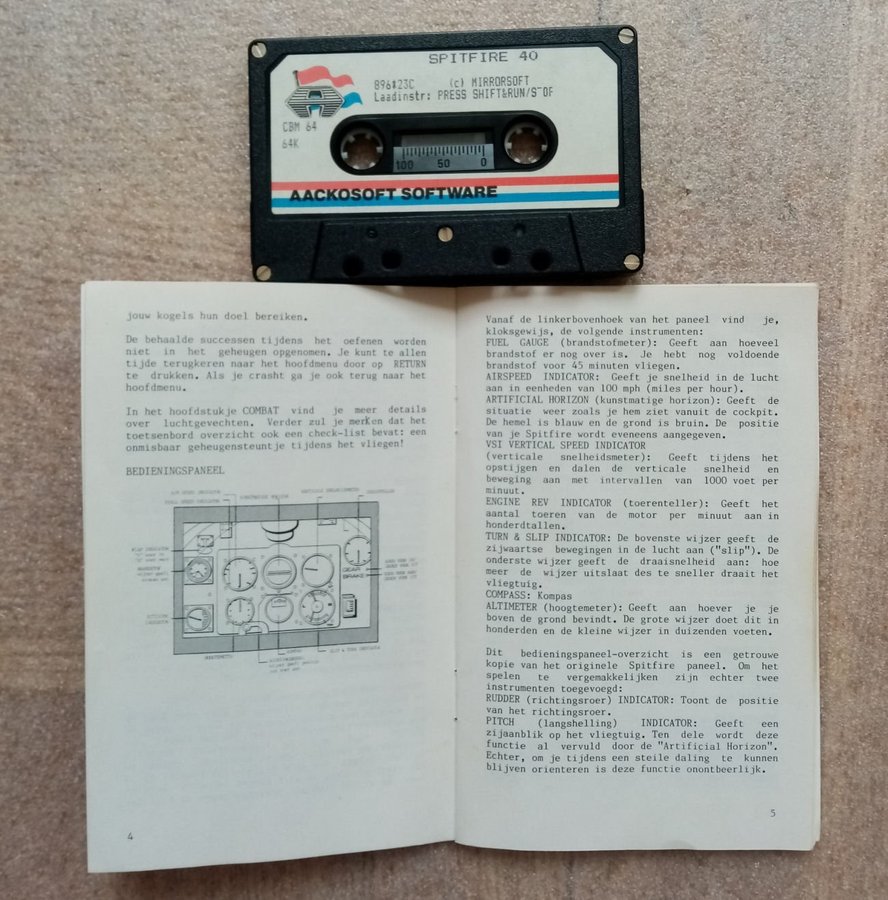 SPITFIRE 40
896#23C (c) MIRRORSOFT
Laadinstr: PRESS SHIFT&RUN/S OF
CBM 64
64K
100 50 0
AACKOSOFT SOFTWARE
jouw kogels hun doel bereiken.
De behaalde successen tijdens het oefenen worden
niet in het geheugen opgenomen. Je kunt te allen
tijde terugkeren naar het hoofdmenu door op RETURN
te drukken. Als je crasht ga je ook terug naar het
hoofdmenu.
In het hoofdstukje COMBAT vind je meer details
over luchtgevechten. Verder zul je merken dat het
toetsenbord overzicht ook een check-list bevat: een
onmisbaar geheugensteuntje tijdens het vliegen!
BEDIENINGSPANEEL
GEAR
BRAKE
4
Vanaf de linkerbovenhoek van het paneel vind je,
kloksgewijs, de volgende instrumenten:
FUEL GAUGE (brandstofmeter): Geeft aan hoeveel
brandstof er nog over is. Je hebt nog voldoende
brandstof voor 45 minuten vliegen.
AIRSPEED INDICATOR: Geeft je snelheid in de lucht
aan in eenheden van 100 mph (miles per hour).
ARTIFICIAL HORIZON (kunstmatige horizon): Geeft de
situatie weer zoals je hem ziet vanuit de cockpit.
De hemel is blauw en de grond is bruin. De positie
van je Spitfire wordt eveneens aangegeven.
VSI VERTICAL SPEED INDICATOR
(verticale snelheidsmeter): Geeft tijdens het
opstijgen en dalen de verticale snelheid en
beweging aan met intervallen van 1000 voet per
minuut.
ENGINE REV INDICATOR (toerenteller): Geeft het
aantal toeren van de motor per minuut aan in
honderdtallen.
TURN & SLIP INDICATOR: De bovenste wijzer geeft de
zijwaartse bewegingen in de lucht aan ("slip"). De
onderste wijzer geeft de draaisnelheid aan: hoe
meer de wijzer uitslaat des te sneller draait het
vliegtuig.
COMPASS: Kompas
ALTIMETER (hoogtemeter): Geeft aan hoever je je
boven de grond bevindt. De grote wijzer doet dit in
honderden en de kleine wijzer in duizenden voeten.
Dit bedieningspaneel-overzicht is een getrouwe
kopie van het originele Spitfire paneel. Om het
spelen te vergemakkelijken zijn echter twee
instrumenten toegevoegd:
RUDDER (richtingsroer) INDICATOR: Toont de positie
van het richtingsroer.
PITCH (langshelling) INDICATOR: Geeft een
zijaanblik op het vliegtuig. Ten dele wordt deze
functie al vervuld door de "Artificial Horizon".
Echter, om je tijdens een steile daling te kunnen
blijven orienteren is deze functie onontbeerlijk.
5